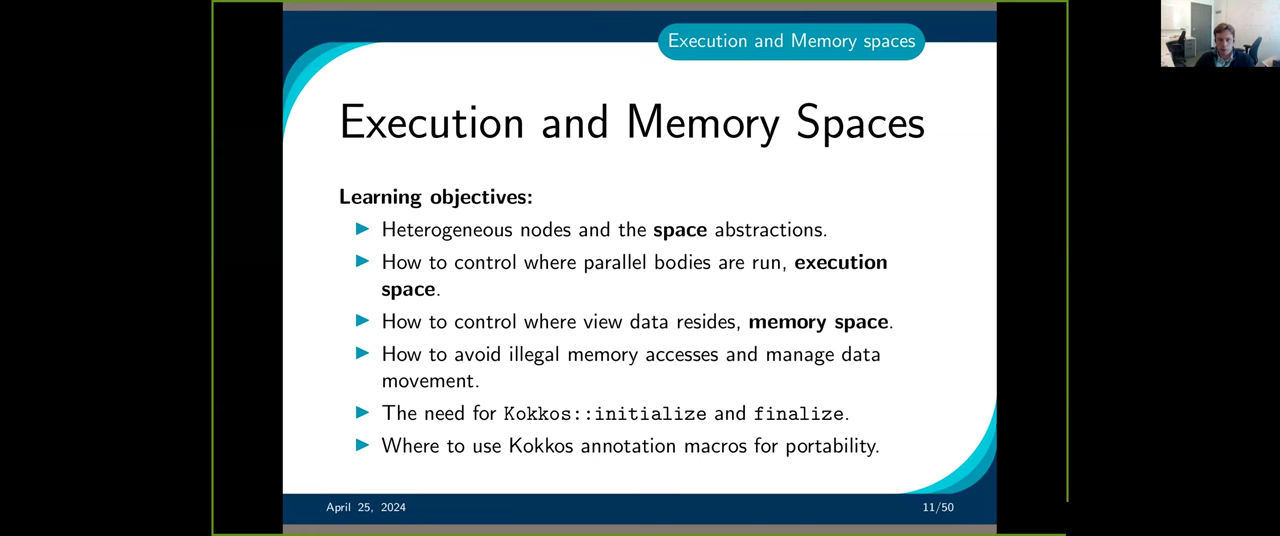 Execution and Memory spaces
Execution and Memory Spaces
Learning objectives:
Heterogeneous nodes and the space abstractions.
How to control where parallel bodies are run, execution
space.
How to control where view data resides, memory space.
How to avoid illegal memory accesses and manage data
movement.
The need for Kokkos::initialize and finalize.
Where to use Kokkos annotation macros for portability.
April 25, 2024
11/50